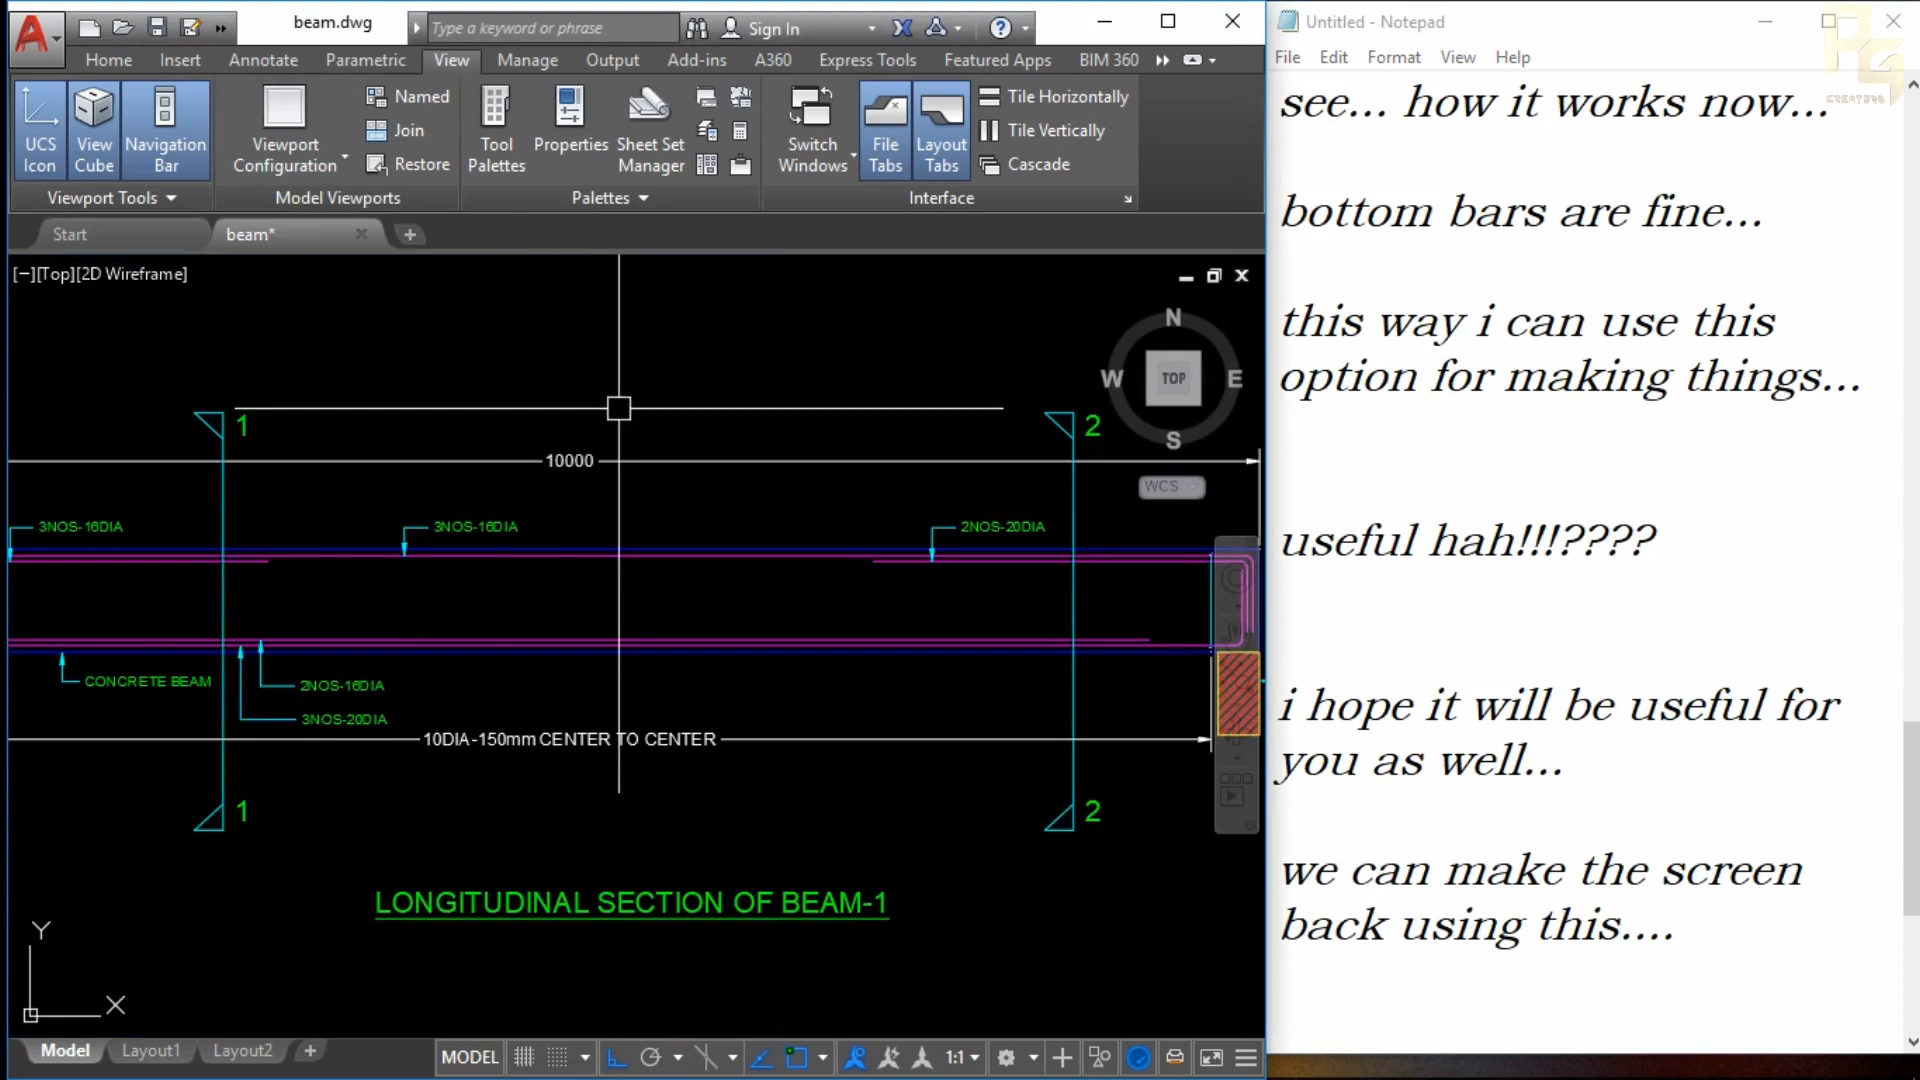 beam.dwg
Type a keyword or phrase
Sign In
Home Insert Annotate Parametric View Manage Output Add-ins A360 Express Tools Featured Apps BIM 360
UCS Icon
View Cube
Navigation Bar
Viewport Configuration
Named
Join
Restore
Tool Palettes
Properties
Sheet Set Manager
Switch Windows
File Tabs
Layout Tabs
Tile Horizontally
Tile Vertically
Cascade
Viewport Tools
Model Viewports
Palettes
Interface
Start
beam*
[−][Top][2D Wireframe]
N
W TOP E
S
WCS
1
2
10000
3NOS-16DIA
3NOS-16DIA
2NOS-20DIA
CONCRETE BEAM
2NOS-16DIA
3NOS-20DIA
10DIA-150mm CENTER TO CENTER
1
2
LONGITUDINAL SECTION OF BEAM-1
Y
X
Model Layout1 Layout2
MODEL
1:1
Untitled - Notepad
File Edit Format View Help
CREATORS
see... how it works now...
bottom bars are fine...
this way i can use this
option for making things...
useful hah!!!????
i hope it will be useful for
you as well...
we can make the screen
back using this....